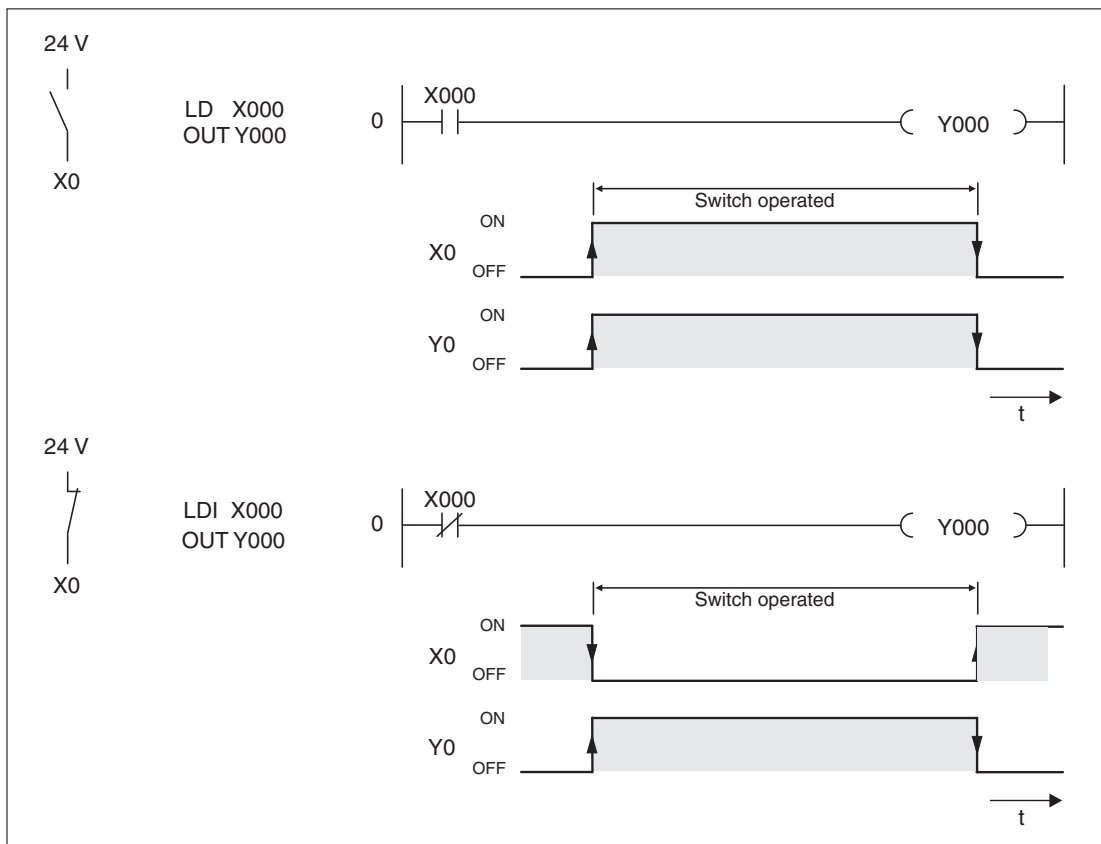 24 V
X0
LD X000
OUT Y000
0
X000
Y000
Switch operated
X0
ON
OFF
Y0
ON
OFF
t
24 V
X0
LDI X000
OUT Y000
0
X000
Y000
Switch operated
X0
ON
OFF
Y0
ON
OFF
t